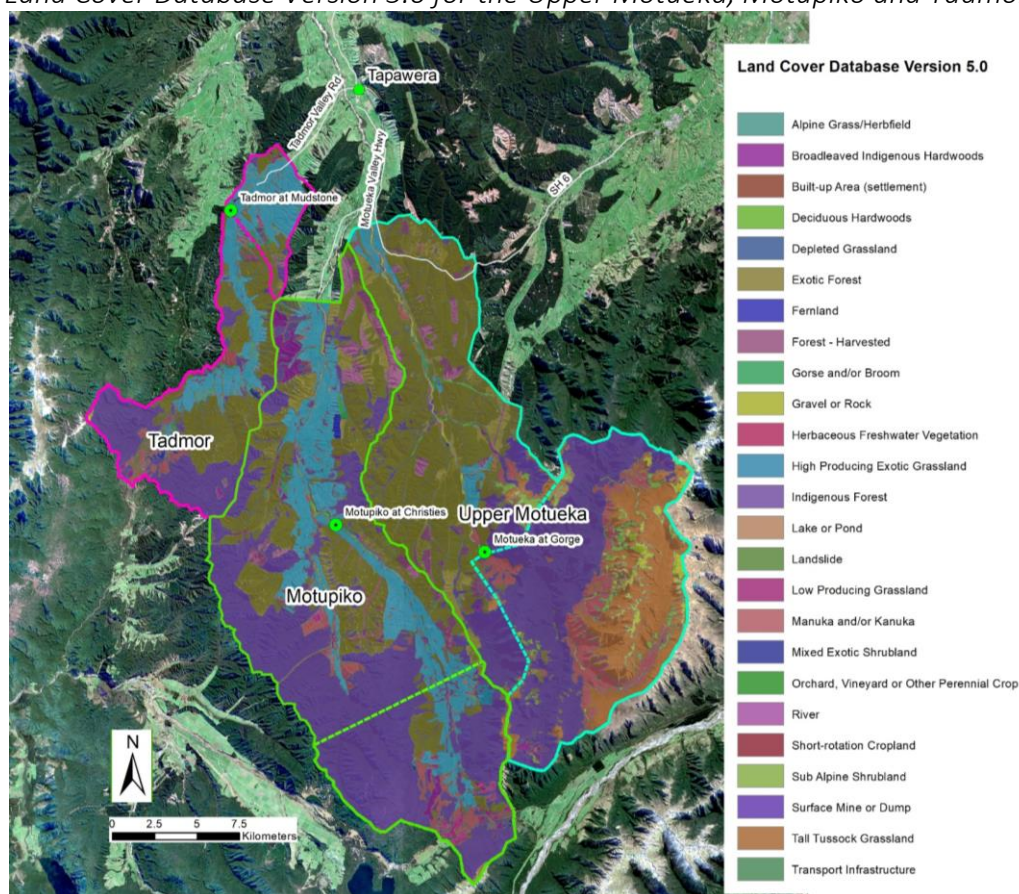 Land Cover Database Version 5.0 for the Upper Motueka, Motupiko and Tadmo
Land Cover Database Version 5.0
Alpine Grass/Herbfield
Broadleaved Indigenous Hardwoods
Built-up Area (settlement)
Deciduous Hardwoods
Depleted Grassland
Exotic Forest
Fernland
Forest - Harvested
Gorse and/or Broom
Gravel or Rock
Herbaceous Freshwater Vegetation
High Producing Exotic Grassland
Indigenous Forest
Lake or Pond
Landslide
Low Producing Grassland
Manuka and/or Kanuka
Mixed Exotic Shrubland
Orchard, Vineyard or Other Perennial Crop
River
Short-rotation Cropland
Sub Alpine Shrubland
Surface Mine or Dump
Tall Tussock Grassland
Transport Infrastructure
Tapawera
Tadmor Valley Rd
Motueka Valley Hwy
SH 6
Tadmor at Mudstone
Tadmor
Motupiko at Christies
Upper Motueka
Motueka at Gorge
Motupiko
N
0 2.5 5 7.5
Kilometers